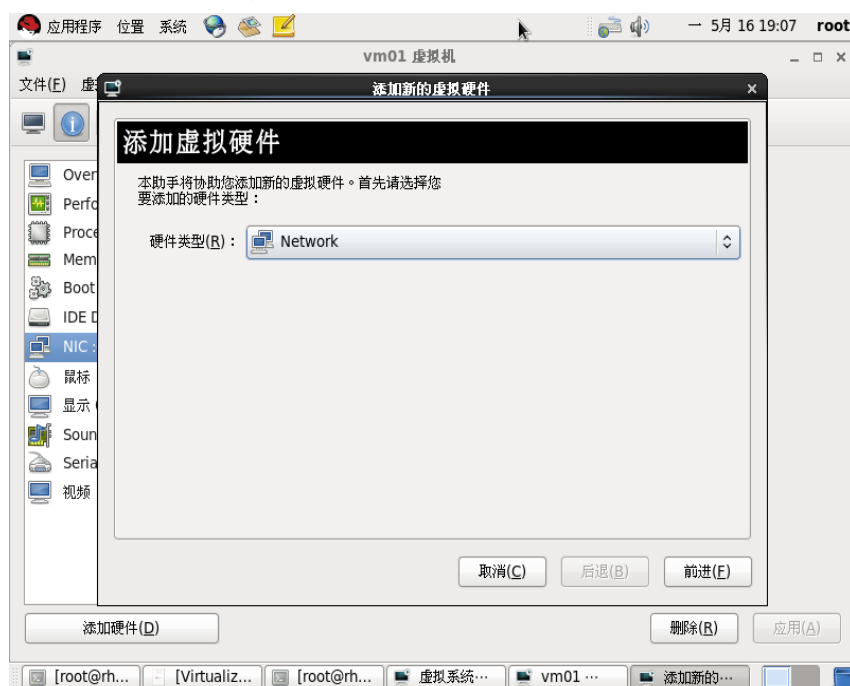 应用程序 位置 系统 一 5月 16 19:07 root
vm01 虚拟机
文件(F)
添加新的虚拟硬件
添加虚拟硬件
本助手将协助您添加新的虚拟硬件。首先请选择您
要添加的硬件类型：
硬件类型(R)： Network
Over
Perfo
Proce
Mem
Boot
IDE D
NIC :
鼠标
显示
Soun
Seria
视频
取消(C) 后退(B) 前进(F)
添加硬件(D) 删除(R) 应用(A)
[root@rh... [Virtualiz... [root@rh... 虚拟系统… vm01 … 添加新的…